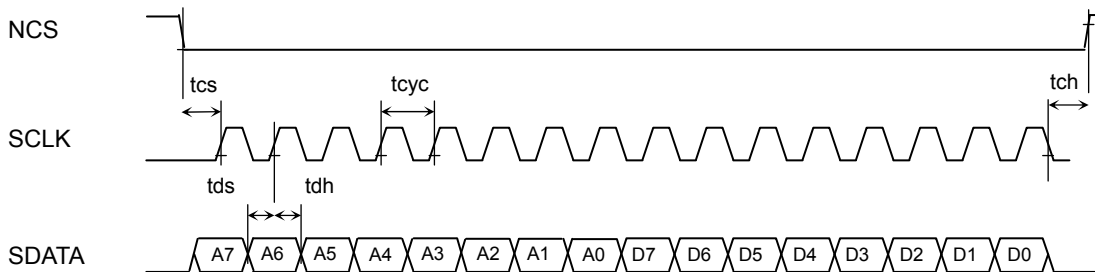 NCS
tcs
tcyc
tch
SCLK
tds
tdh
SDATA
A7 A6 A5 A4 A3 A2 A1 A0 D7 D6 D5 D4 D3 D2 D1 D0